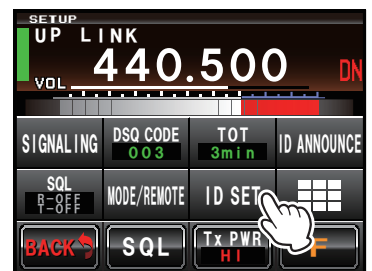 SETUP
UP LINK
VOL 440.500 DN
SIGNALING DSQ CODE TOT ID ANNOUNCE
003 3min
SQL MODE/REMOTE ID SET
R-OFF
T-OFF
BACK SQL Tx PWR F
HI